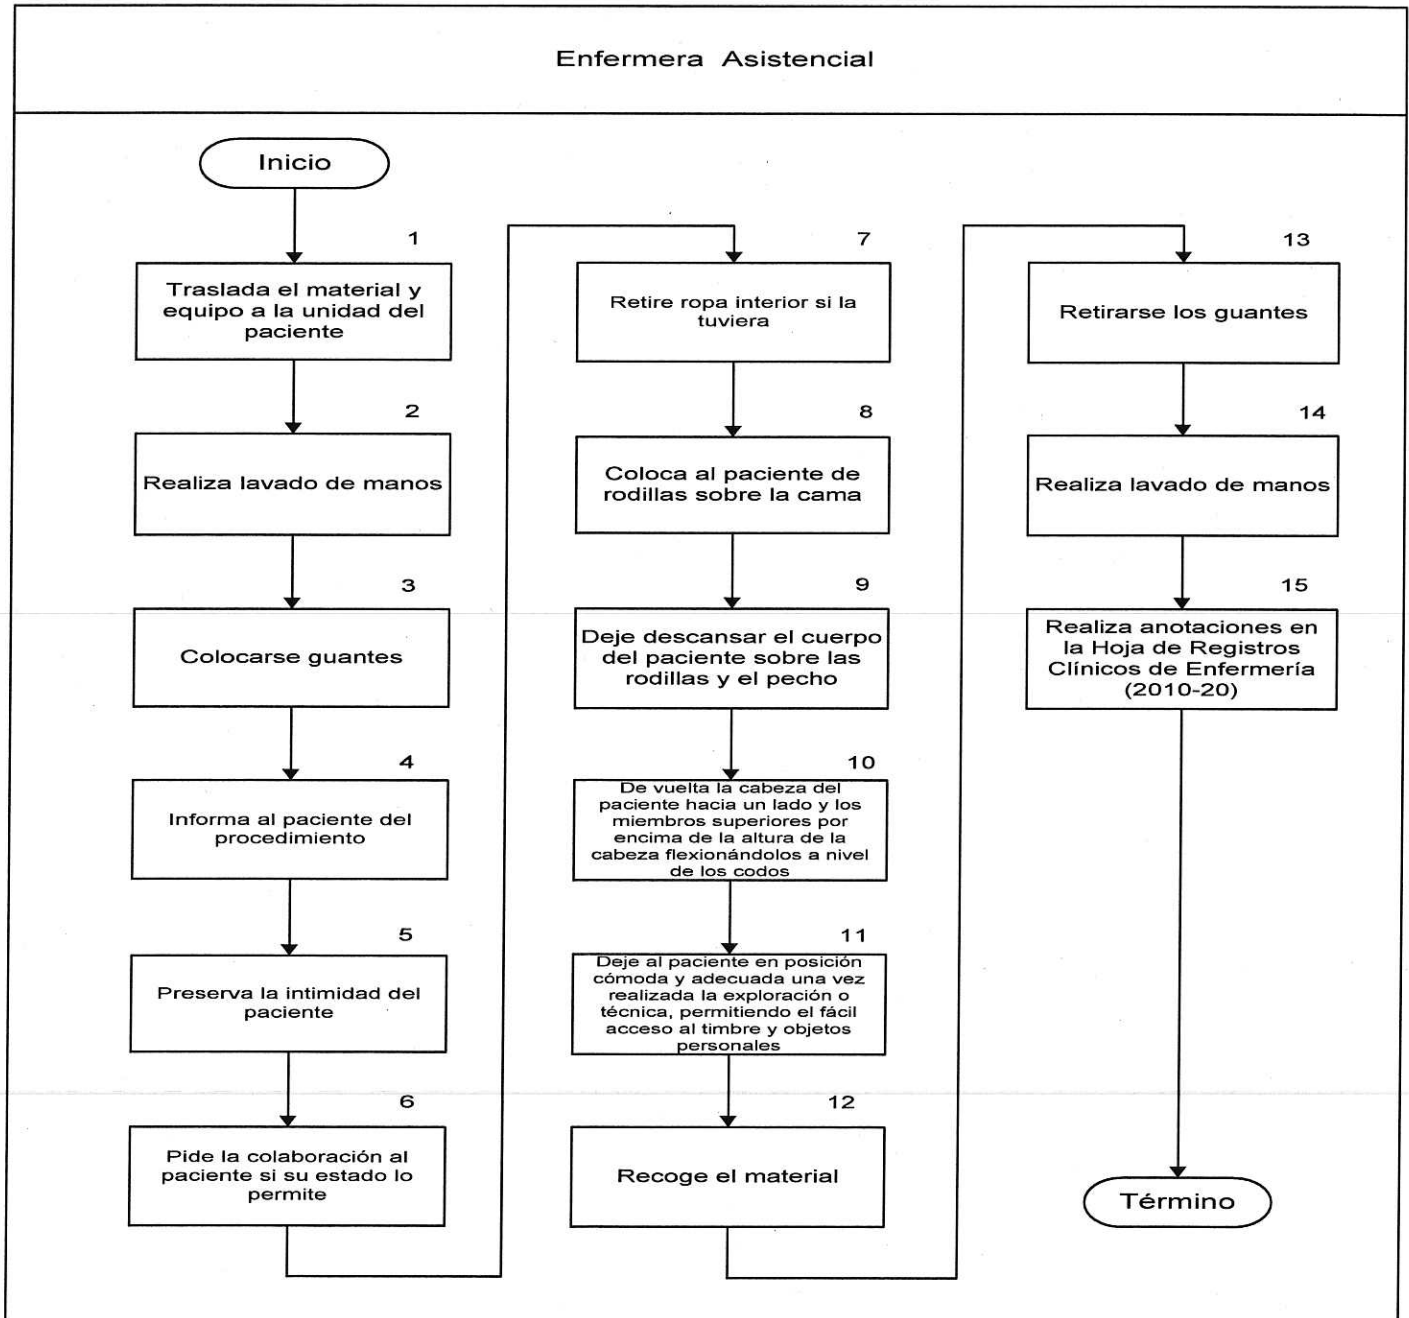 Enfermera Asistencial
Inicio
1
Traslada el material y
equipo a la unidad del
paciente
2
Realiza lavado de manos
3
Colocarse guantes
4
Informa al paciente del
procedimiento
5
Preserva la intimidad del
paciente
6
Pide la colaboración al
paciente si su estado lo
permite
7
Retire ropa interior si la
tuviera
8
Coloca al paciente de
rodillas sobre la cama
9
Deje descansar el cuerpo
del paciente sobre las
rodillas y el pecho
10
De vuelta la cabeza del
paciente hacia un lado y los
miembros superiores por
encima de la altura de la
cabeza flexionándolos a nivel
de los codos
11
Deje al paciente en posición
cómoda y adecuada una vez
realizada la exploración o
técnica, permitiendo el fácil
acceso al timbre y objetos
personales
12
Recoge el material
13
Retirarse los guantes
14
Realiza lavado de manos
15
Realiza anotaciones en
la Hoja de Registros
Clínicos de Enfermería
(2010-20)
Término